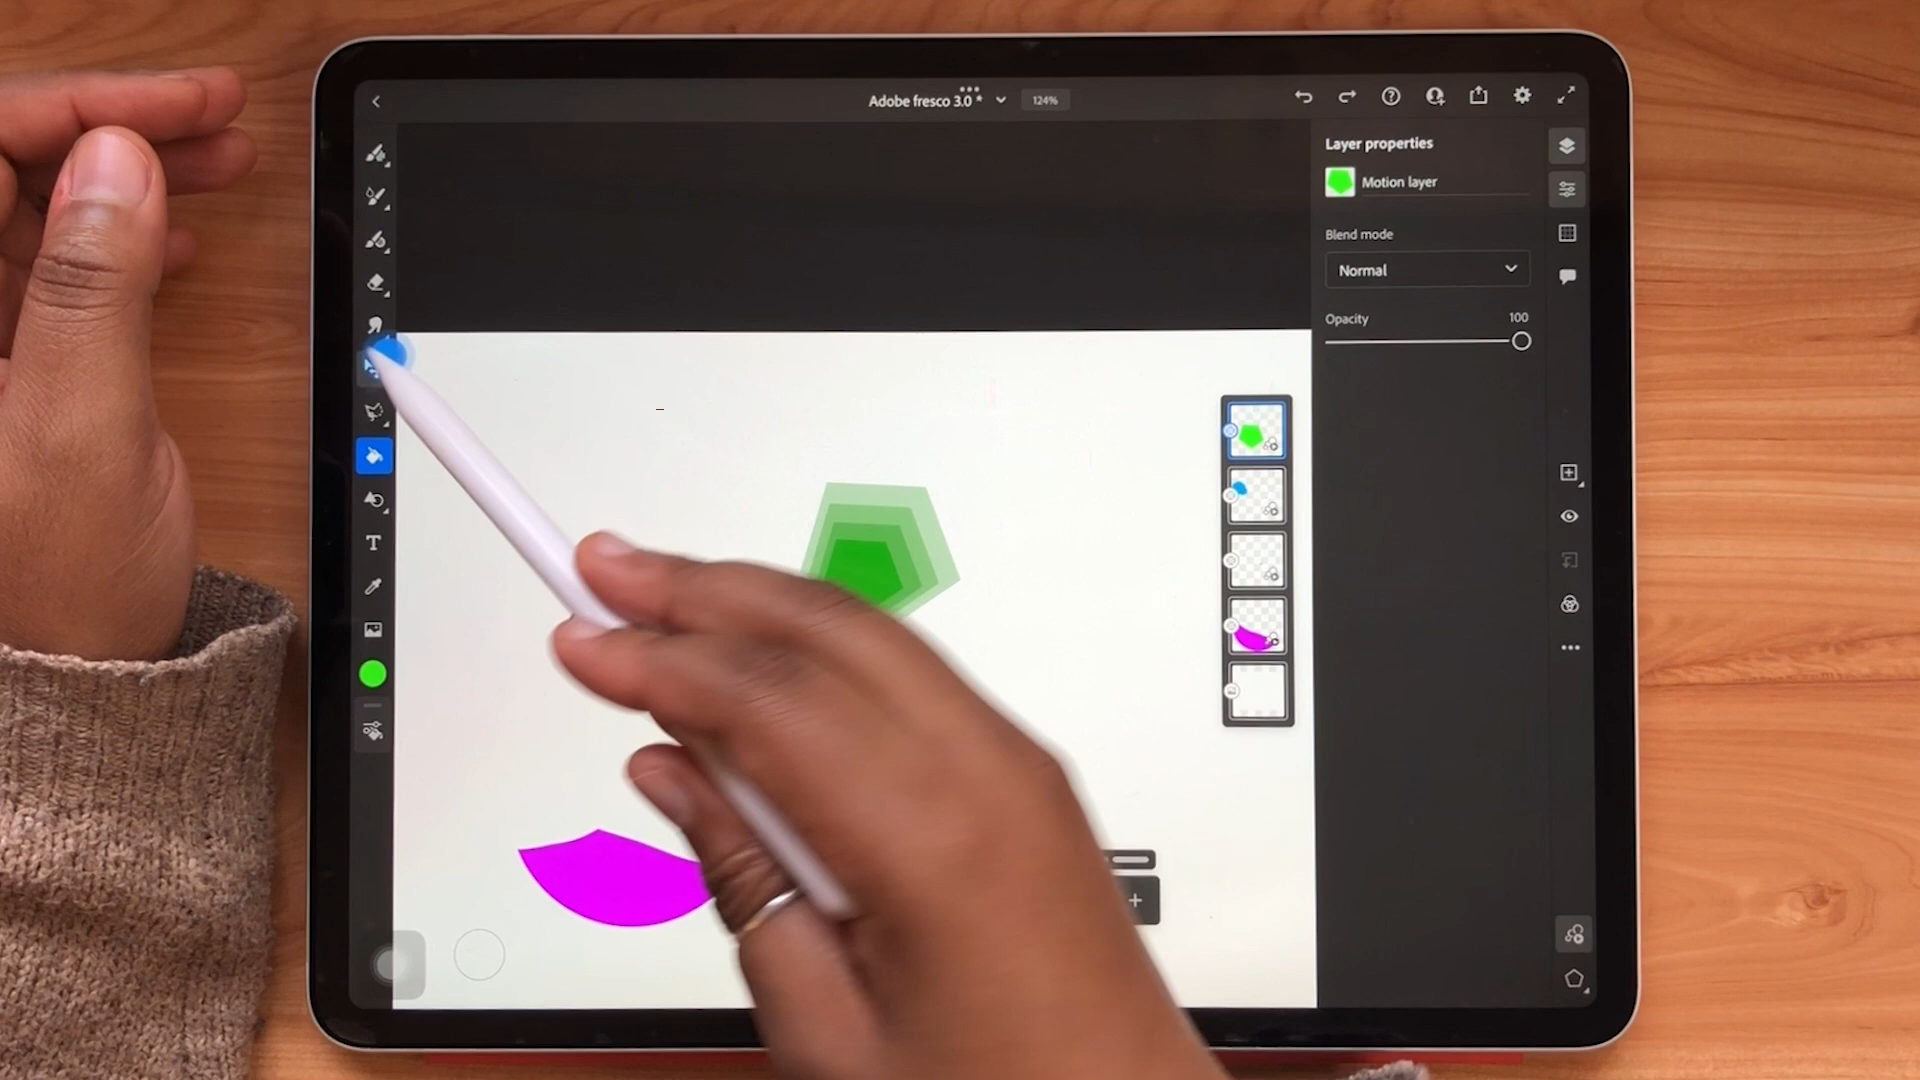 Adobe fresco 3.0 *
124%
Layer properties
Motion layer
Blend mode
Normal
Opacity
100
T